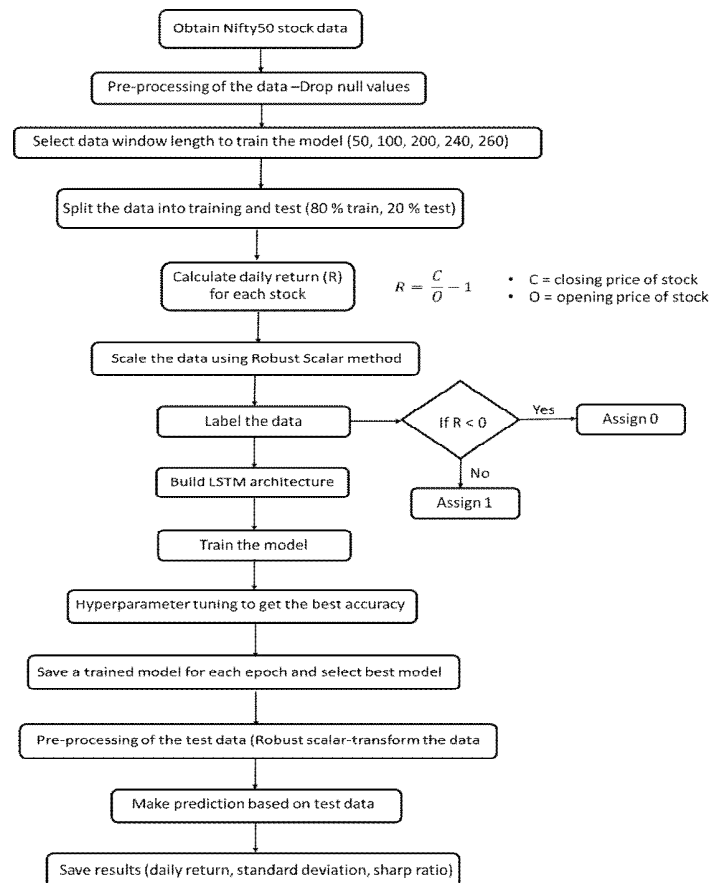 Obtain Nifty50 stock data
Pre-processing of the data –Drop null values
Select data window length to train the model (50, 100, 200, 240, 260)
Split the data into training and test (80 % train, 20 % test)
Calculate daily return (R)
for each stock
R = C/O − 1
• C = closing price of stock
• O = opening price of stock
Scale the data using Robust Scalar method
Label the data
If R < 0
Yes
Assign 0
No
Assign 1
Build LSTM architecture
Train the model
Hyperparameter tuning to get the best accuracy
Save a trained model for each epoch and select best model
Pre-processing of the test data (Robust scalar-transform the data
Make prediction based on test data
Save results (daily return, standard deviation, sharp ratio)